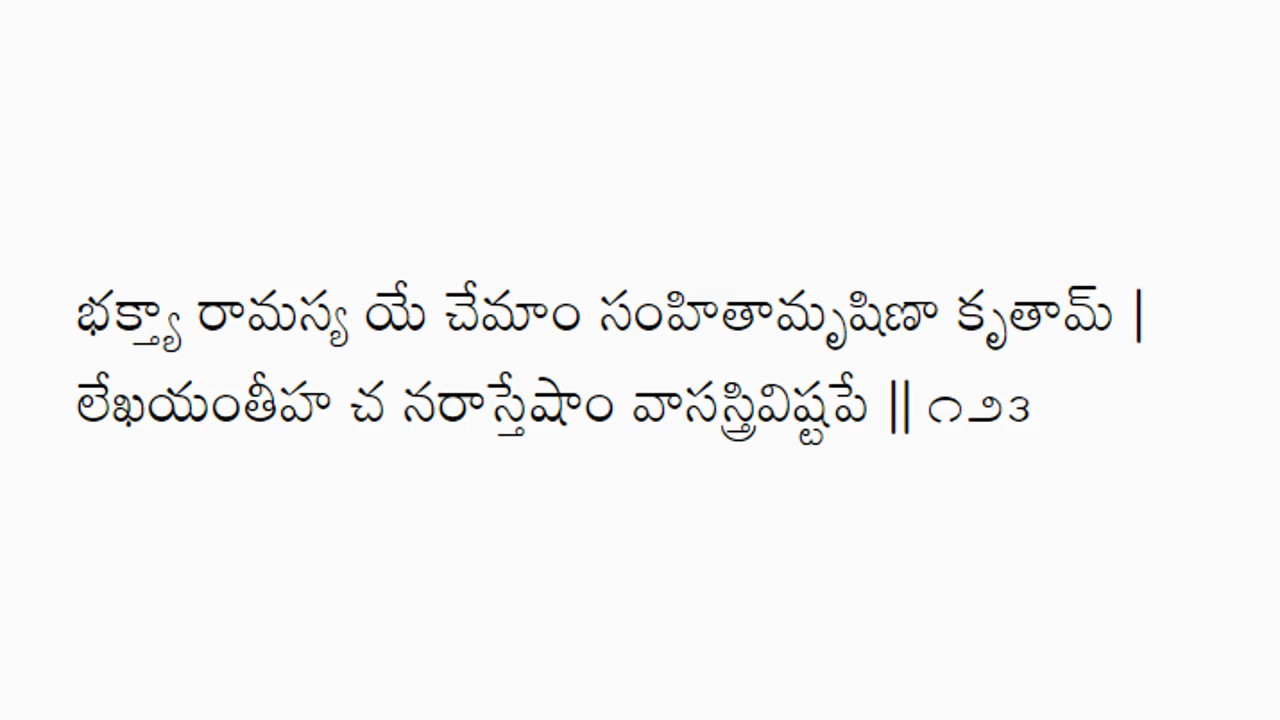 భక్త్యా రామస్య యే చేమాం సంహితామృషిణా కృతామ్ |
లేఖయంతీహ చ నరాస్తేషాం వాసస్త్రివిష్టపే || ౧౨౩